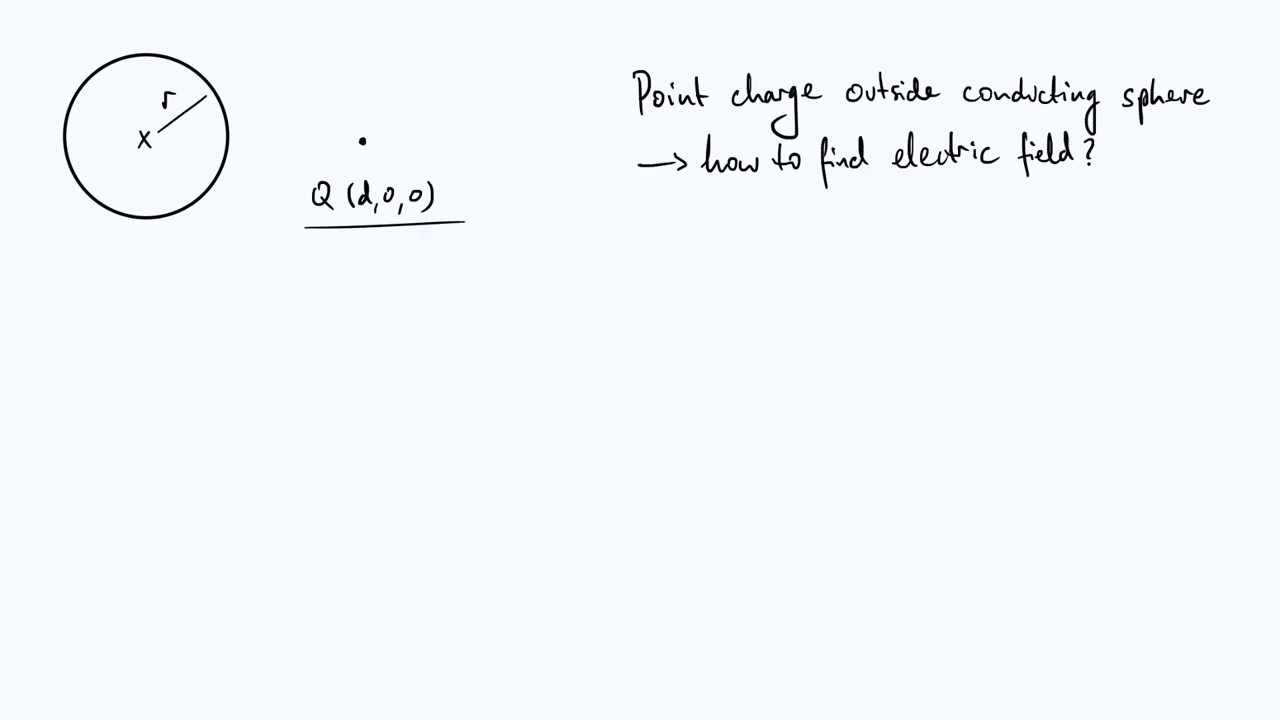 r
x
Q (d,0,0)
Point charge outside conducting sphere
→ how to find electric field?